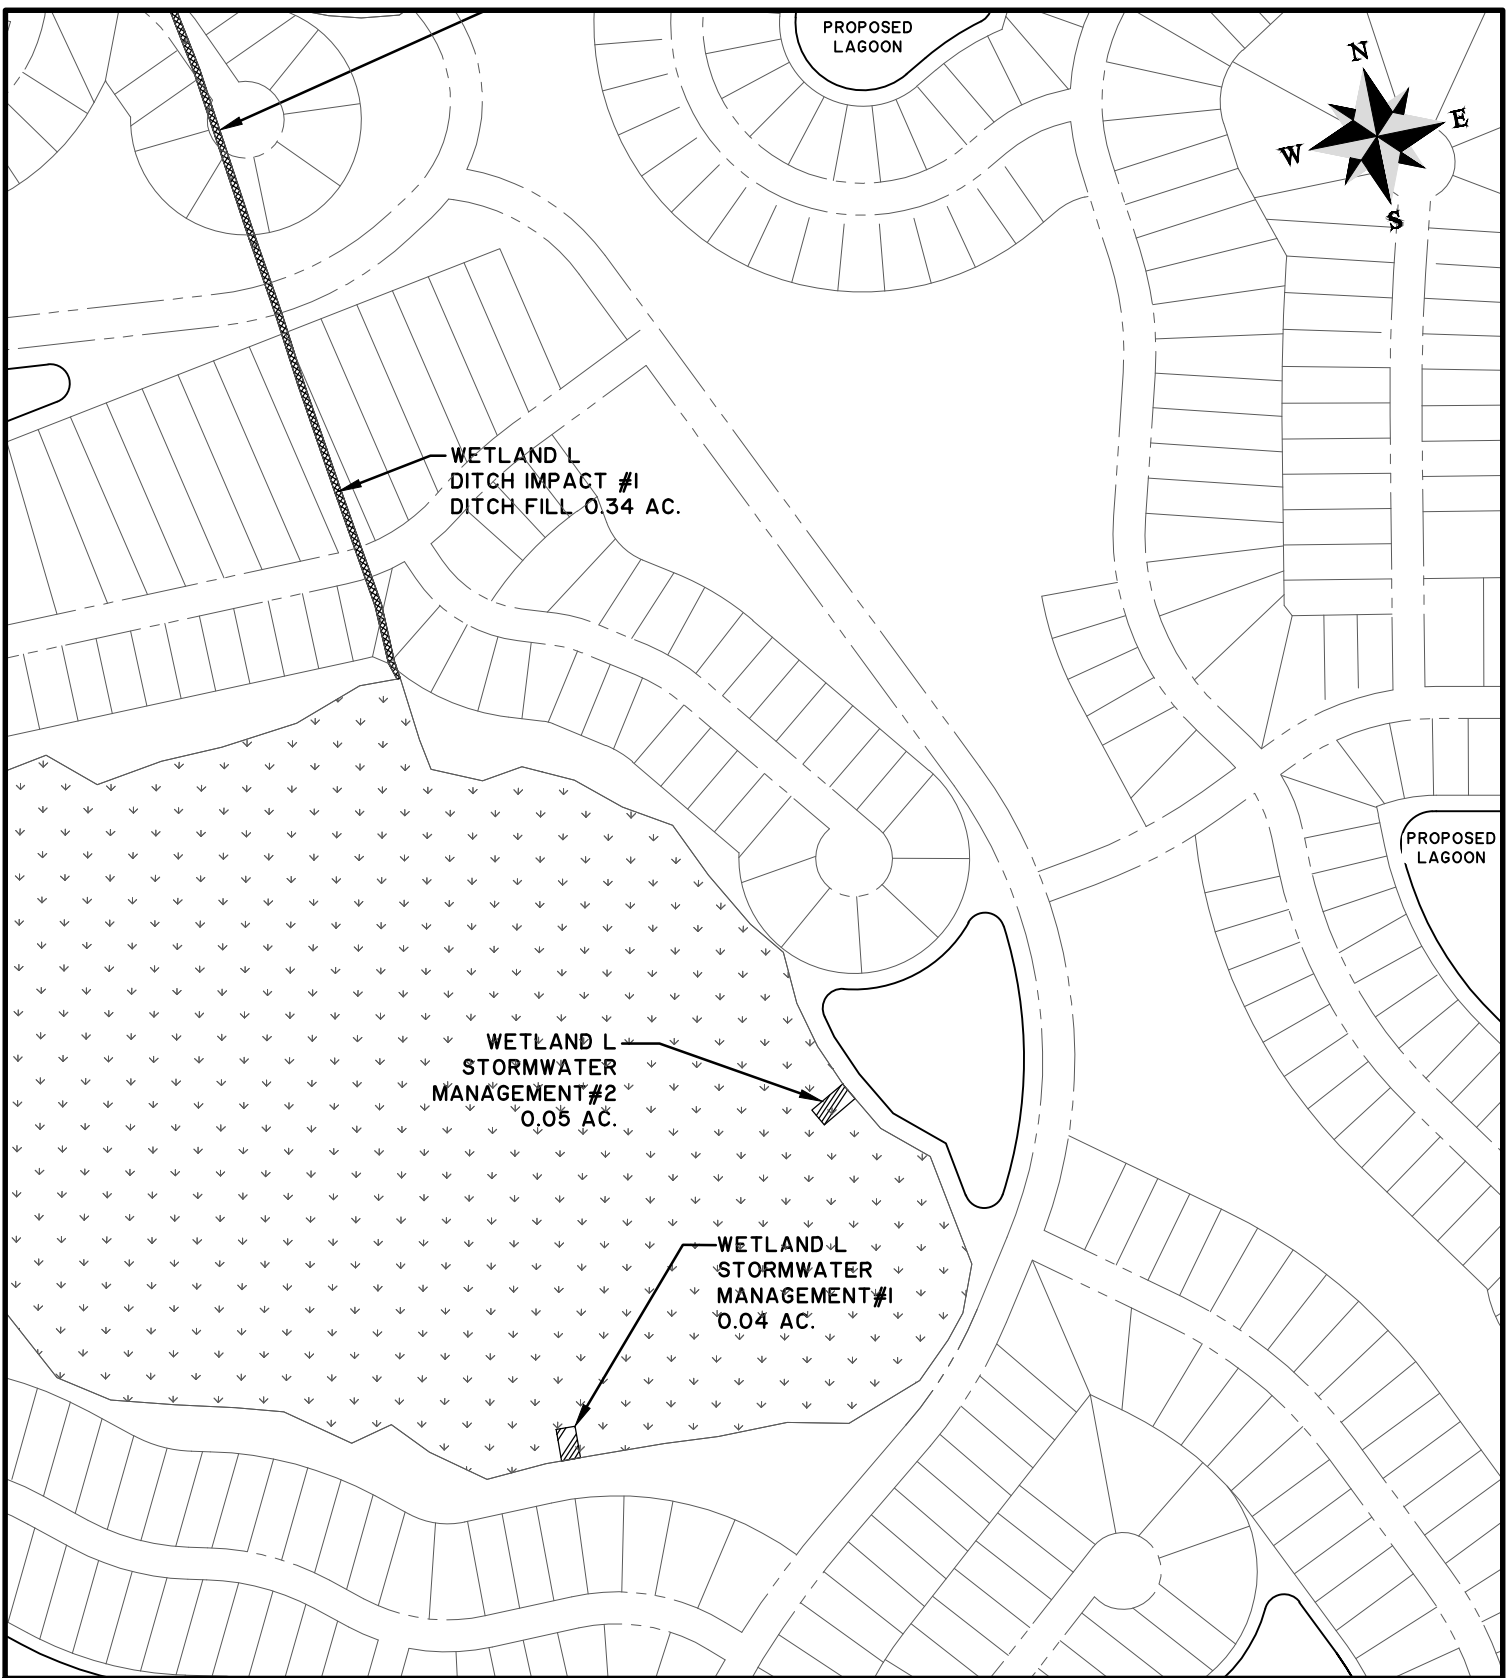 PROPOSED
LAGOON
N
E
W
S
WETLAND L
DITCH IMPACT #1
DITCH FILL 0.34 AC.
PROPOSED
LAGOON
WETLAND L
STORMWATER
MANAGEMENT#2
0.05 AC.
WETLAND L
STORMWATER
MANAGEMENT#1
0.04 AC.